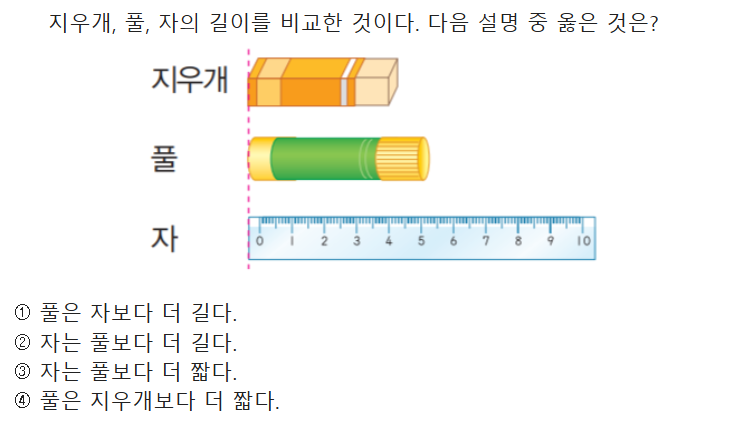 지우개, 풀, 자의 길이를 비교한 것이다. 다음 설명 중 옳은 것은?
지우개
풀
자
0 1 2 3 4 5 6 7 8 9 10
① 풀은 자보다 더 길다.
② 자는 풀보다 더 길다.
③ 자는 풀보다 더 짧다.
④ 풀은 지우개보다 더 짧다.